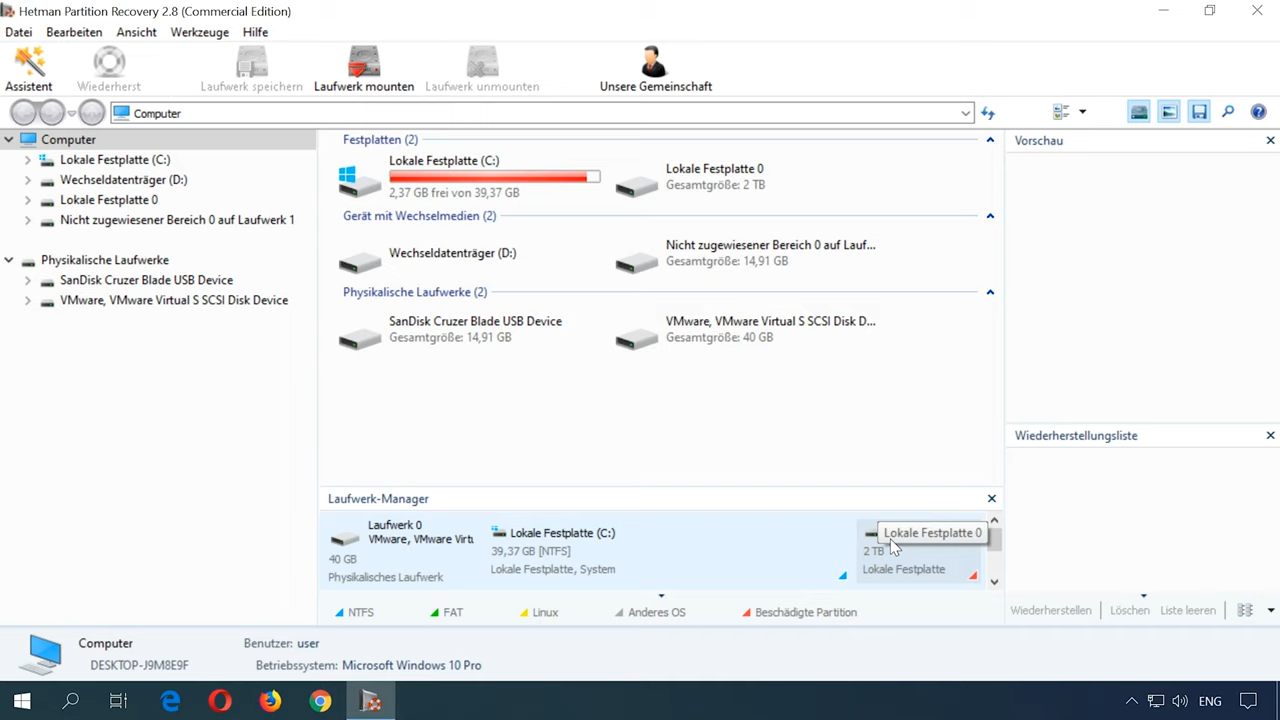 Hetman Partition Recovery 2.8 (Commercial Edition)
Datei Bearbeiten Ansicht Werkzeuge Hilfe
Assistent Wiederherst Laufwerk speichern Laufwerk mounten Laufwerk unmounten Unsere Gemeinschaft
Computer
Computer
Lokale Festplatte (C:)
Wechseldatenträger (D:)
Lokale Festplatte 0
Nicht zugewiesener Bereich 0 auf Laufwerk 1
Physikalische Laufwerke
SanDisk Cruzer Blade USB Device
VMware, VMware Virtual S SCSI Disk Device
Festplatten (2)
Lokale Festplatte (C:)
2,37 GB frei von 39,37 GB
Lokale Festplatte 0
Gesamtgröße: 2 TB
Gerät mit Wechselmedien (2)
Wechseldatenträger (D:)
Nicht zugewiesener Bereich 0 auf Lauf...
Gesamtgröße: 14,91 GB
Physikalische Laufwerke (2)
SanDisk Cruzer Blade USB Device
Gesamtgröße: 14,91 GB
VMware, VMware Virtual S SCSI Disk D...
Gesamtgröße: 40 GB
Vorschau
Wiederherstellungsliste
Laufwerk-Manager
Laufwerk 0
VMware, VMware Virtu
40 GB
Physikalisches Laufwerk
Lokale Festplatte (C:)
39,37 GB [NTFS]
Lokale Festplatte, System
Lokale Festplatte 0
2 TB
Lokale Festplatte
NTFS FAT Linux Anderes OS Beschädigte Partition
Wiederherstellen Löschen Liste leeren
Computer
DESKTOP-J9M8E9F
Benutzer: user
Betriebssystem: Microsoft Windows 10 Pro
ENG